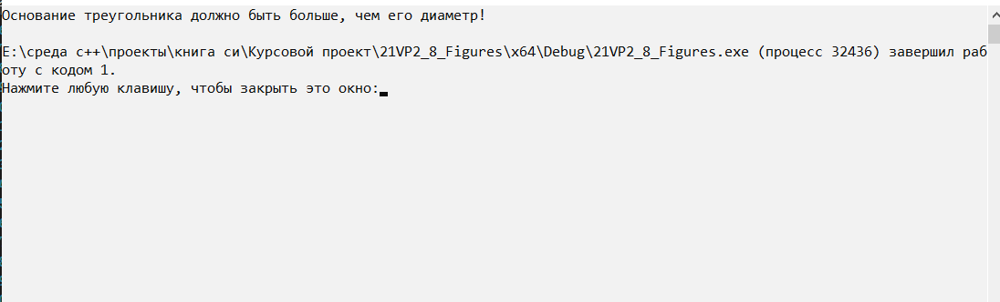 Основание треугольника должно быть больше, чем его диаметр!
E:\среда с++\проекты\книга си\Курсовой проект\21VP2_8_Figures\x64\Debug\21VP2_8_Figures.exe (процесс 32436) завершил раб
оту с кодом 1.
Нажмите любую клавишу, чтобы закрыть это окно: